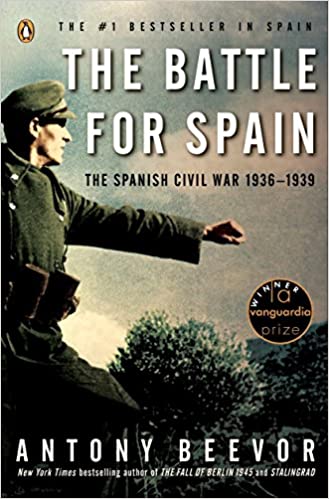 THE #1 BESTSELLER IN SPAIN
THE BATTLE
FOR SPAIN
THE SPANISH CIVIL WAR 1936–1939
WINNER
la
vanguardia
prize
ANTONY BEEVOR
New York Times bestselling author of THE FALL OF BERLIN 1945 and STALINGRAD